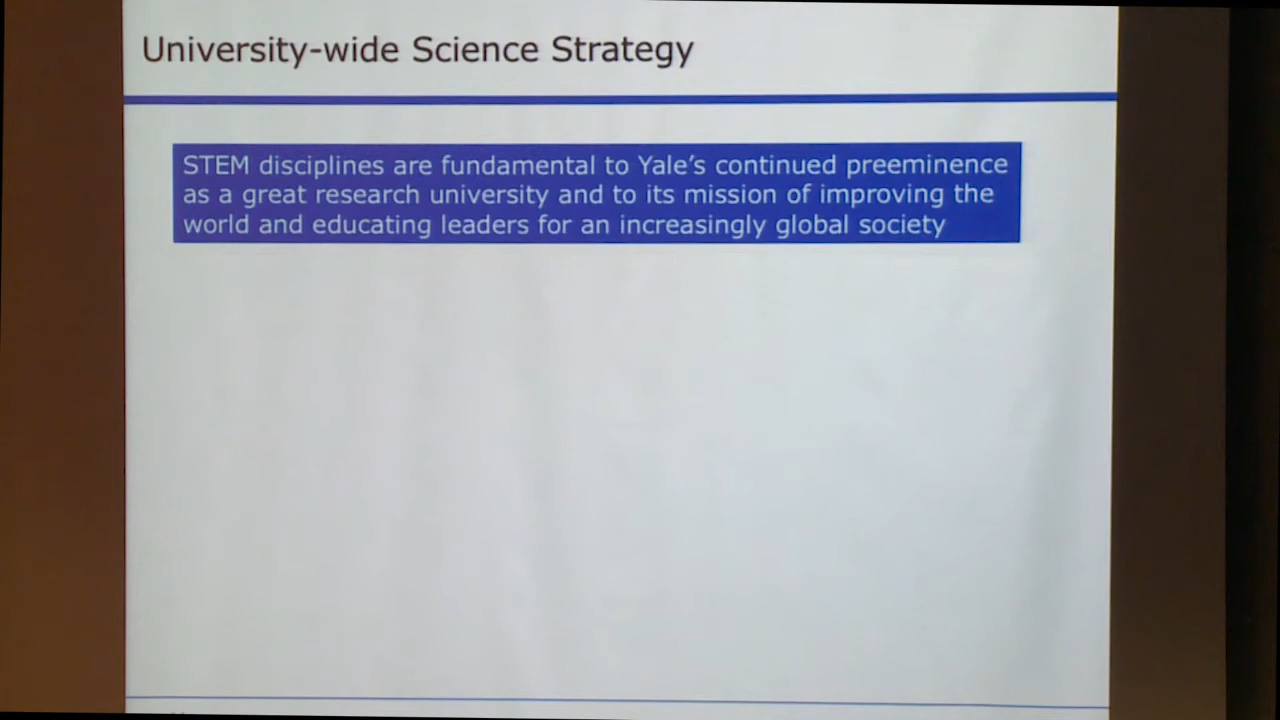 University-wide Science Strategy
STEM disciplines are fundamental to Yale's continued preeminence
as a great research university and to its mission of improving the
world and educating leaders for an increasingly global society